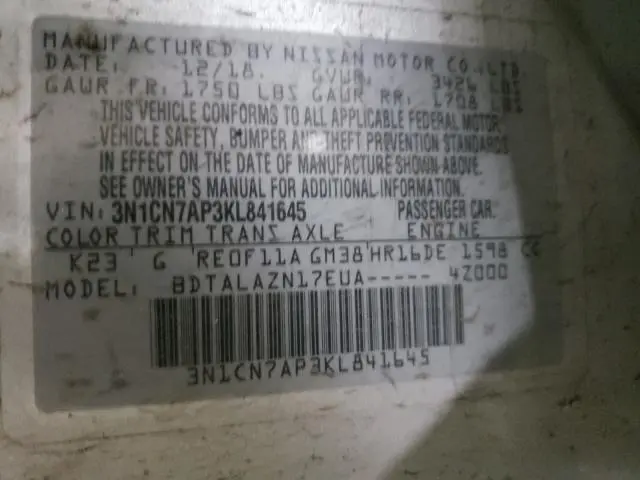 MANUFACTURED BY NISSAN MOTOR CO.,LTD.
DATE: 12/18 GVWR: 3426 LBS
GAWR FR: 1750 LBS GAWR RR: 1708 LBS
THIS VEHICLE CONFORMS TO ALL APPLICABLE FEDERAL MOTOR
VEHICLE SAFETY, BUMPER AND THEFT PREVENTION STANDARDS
IN EFFECT ON THE DATE OF MANUFACTURE SHOWN ABOVE.
SEE OWNER'S MANUAL FOR ADDITIONAL INFORMATION.
VIN: 3N1CN7AP3KL841645 PASSENGER CAR
COLOR TRIM TRANS AXLE ENGINE
K23 G RE0F11A GM38 HR16DE 1598 CC
MODEL: BDTALAZN17EUA----- 4Z000
3N1CN7AP3KL841645